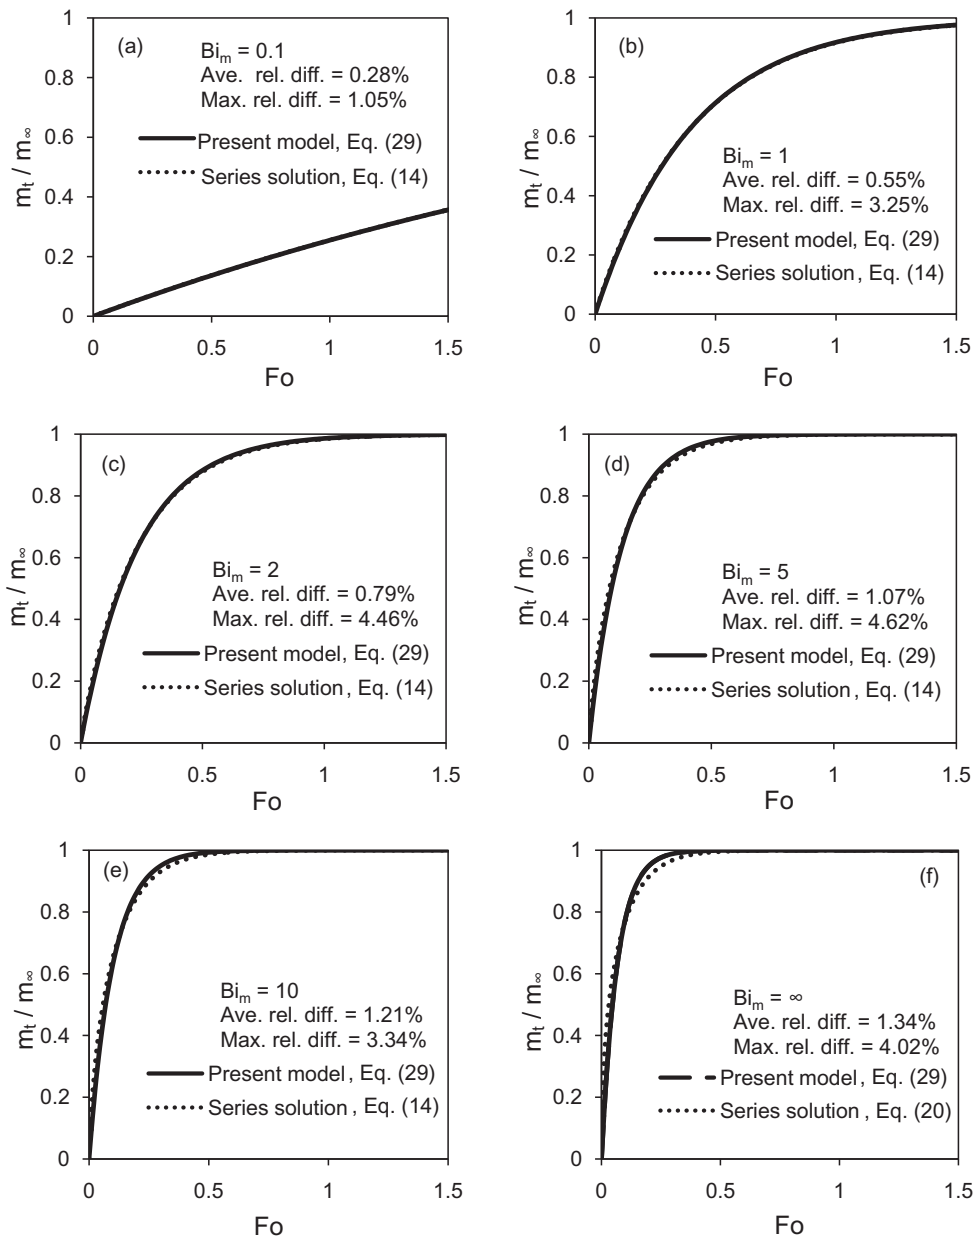 (a)
Bi_m = 0.1
Ave. rel. diff. = 0.28%
Max. rel. diff. = 1.05%
Present model, Eq. (29)
Series solution, Eq. (14)
m_t / m_∞
1
0.8
0.6
0.4
0.2
0
0 0.5 1 1.5
Fo
(b)
Bi_m = 1
Ave. rel. diff. = 0.55%
Max. rel. diff. = 3.25%
Present model, Eq. (29)
Series solution, Eq. (14)
m_t / m_∞
1
0.8
0.6
0.4
0.2
0
0 0.5 1 1.5
Fo
(c)
Bi_m = 2
Ave. rel. diff. = 0.79%
Max. rel. diff. = 4.46%
Present model, Eq. (29)
Series solution, Eq. (14)
m_t / m_∞
1
0.8
0.6
0.4
0.2
0
0 0.5 1 1.5
Fo
(d)
Bi_m = 5
Ave. rel. diff. = 1.07%
Max. rel. diff. = 4.62%
Present model, Eq. (29)
Series solution, Eq. (14)
m_t / m_∞
1
0.8
0.6
0.4
0.2
0
0 0.5 1 1.5
Fo
(e)
Bi_m = 10
Ave. rel. diff. = 1.21%
Max. rel. diff. = 3.34%
Present model, Eq. (29)
Series solution, Eq. (14)
m_t / m_∞
1
0.8
0.6
0.4
0.2
0
0 0.5 1 1.5
Fo
(f)
Bi_m = ∞
Ave. rel. diff. = 1.34%
Max. rel. diff. = 4.02%
Present model, Eq. (29)
Series solution, Eq. (20)
m_t / m_∞
1
0.8
0.6
0.4
0.2
0
0 0.5 1 1.5
Fo